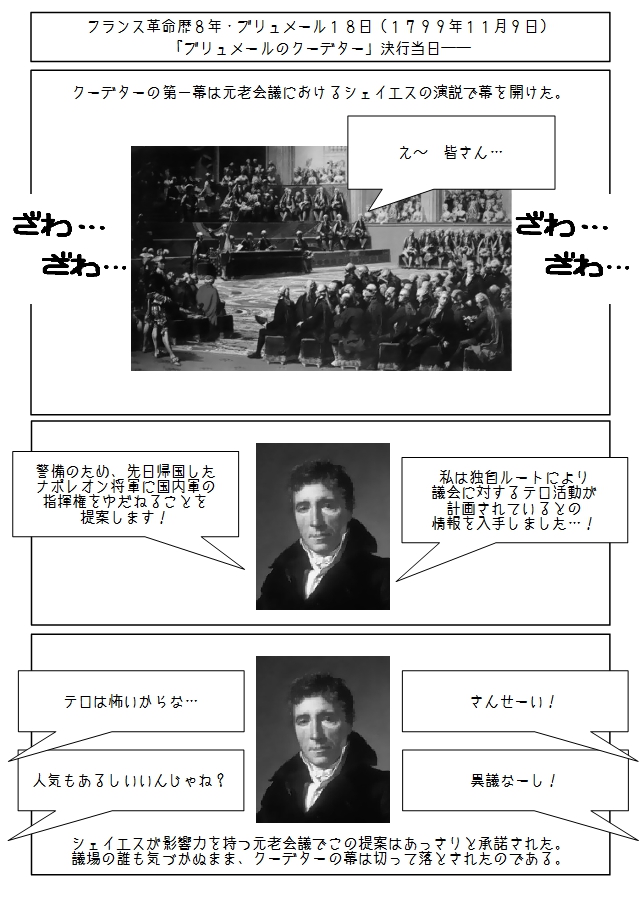 フランス革命歴８年・ブリュメール１８日（１７９９年１１月９日）
「ブリュメールのクーデター」決行当日――
クーデターの第一幕は元老会議におけるシェイエスの演説で幕を開けた。
え～　皆さん…
ざわ…
ざわ…
ざわ…
ざわ…
私は独自ルートにより
議会に対するテロ活動が
計画されているとの
情報を入手しました…！
警備のため、先日帰国した
ナポレオン将軍に国内軍の
指揮権をゆだねることを
提案します！
さんせーい！
テロは怖いからな…
異議なーし！
人気もあるしいいんじゃね？
シェイエスが影響力を持つ元老会議でこの提案はあっさりと承諾された。
議場の誰も気づかぬまま、クーデターの幕は切って落とされたのである。